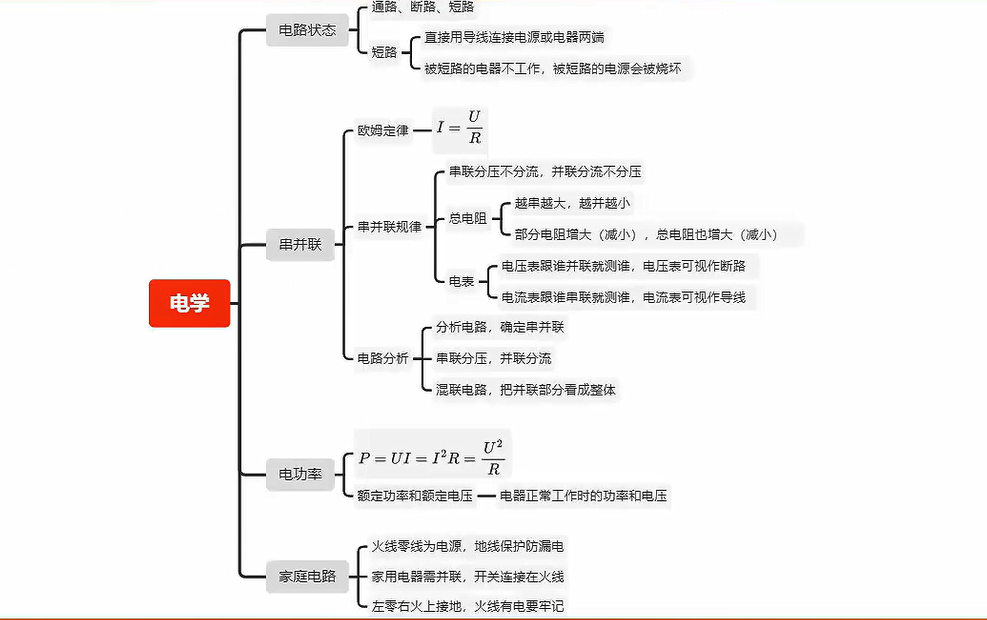 通路、断路、短路
电路状态
直接用导线连接电源或电器两端
短路
被短路的电器不工作，被短路的电源会被烧坏
欧姆定律
I = U/R
串联分压不分流，并联分流不分压
越串越大，越并越小
总电阻
串并联规律
部分电阻增大（减小），总电阻也增大（减小）
串并联
电压表跟谁并联就测谁，电压表可视作断路
电表
电流表跟谁串联就测谁，电流表可视作导线
电学
分析电路，确定串并联
电路分析
串联分压，并联分流
混联电路，把并联部分看成整体
P = UI = I²R = U²/R
电功率
额定功率和额定电压
电器正常工作时的功率和电压
火线零线为电源，地线保护防漏电
家庭电路
家用电器需并联，开关连接在火线
左零右火上接地，火线有电要牢记